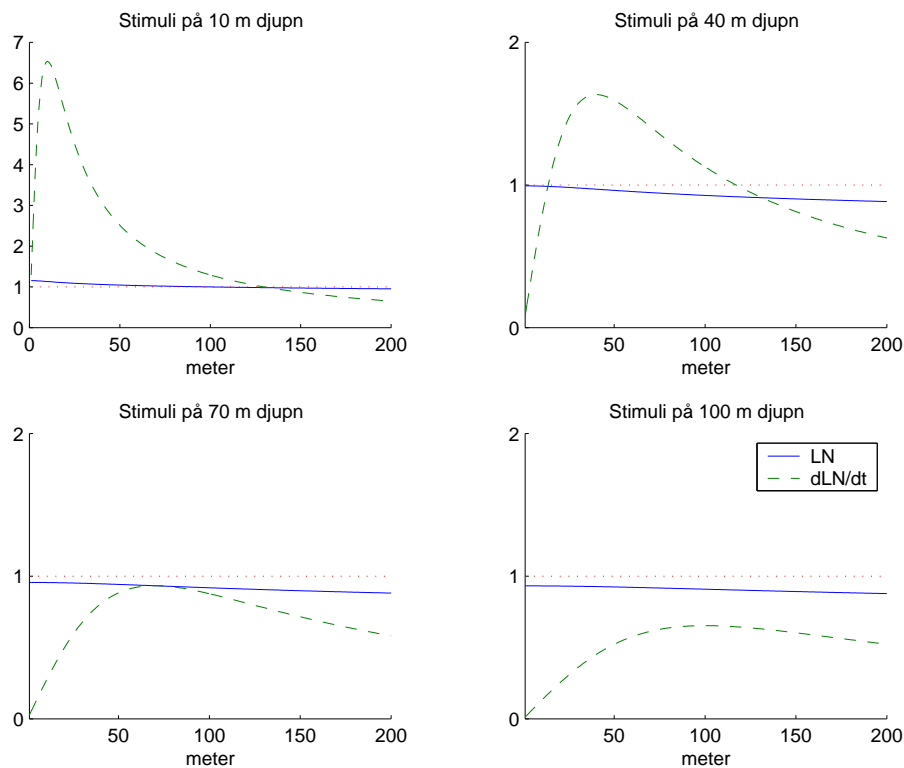 Stimuli på 10 m djupn
7
6
5
4
3
2
1
0
0 50 100 150 200
meter
Stimuli på 40 m djupn
2
1
0
50 100 150 200
meter
Stimuli på 70 m djupn
2
1
0
50 100 150 200
meter
Stimuli på 100 m djupn
LN
dLN/dt
2
1
0
50 100 150 200
meter